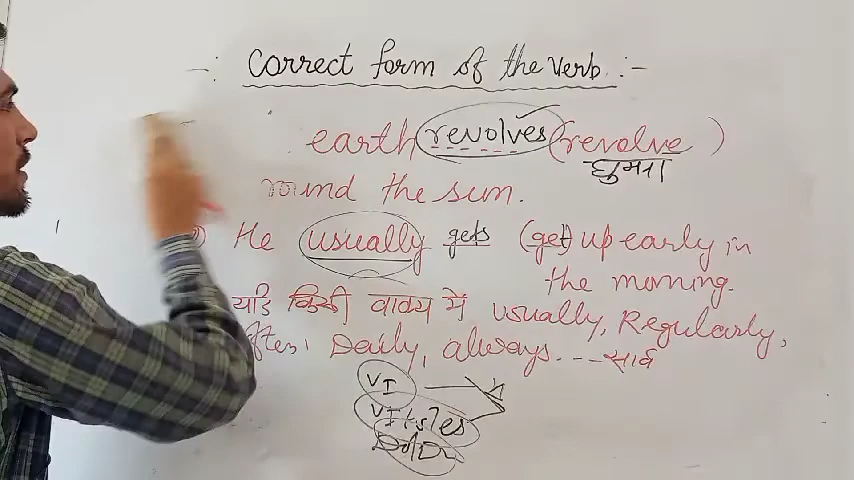 -: Correct form of the verb :-
earth revolves (revolve)
घुमना
round the sun.
He usually gets (get) up early in
the morning.
यदि किसी वाक्य में usually, Regularly,
Daily, always. --- सार्व
VI
VI+s/es